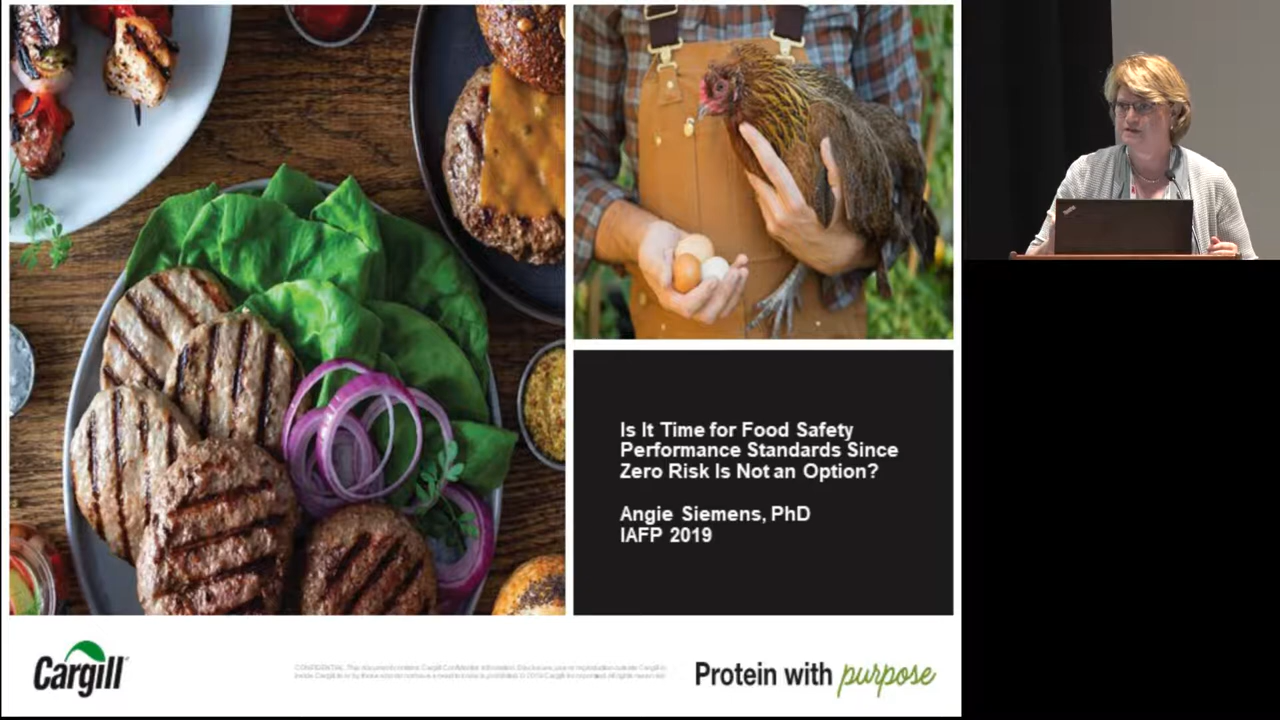 Is It Time for Food Safety
Performance Standards Since
Zero Risk Is Not an Option?
Angie Siemens, PhD
IAFP 2019
Cargill
Protein with purpose